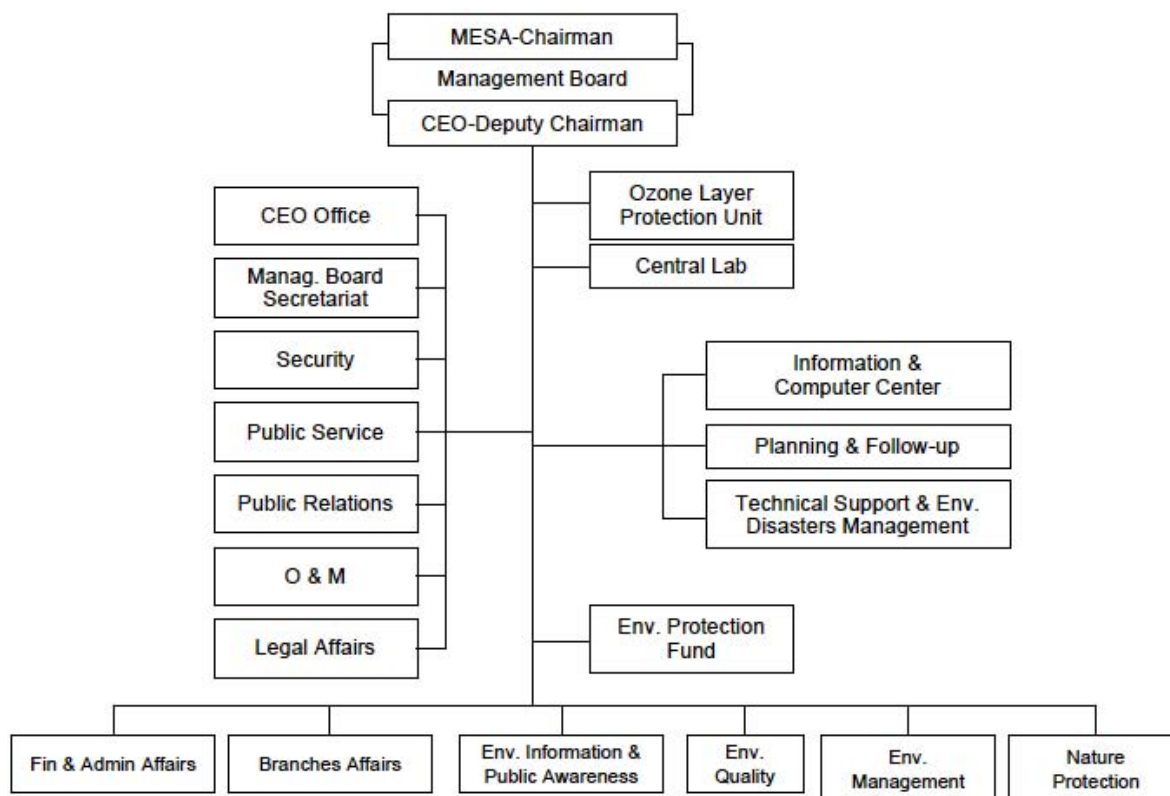 MESA-Chairman
Management Board
CEO-Deputy Chairman
CEO Office
Manag. Board
Secretariat
Security
Public Service
Public Relations
O & M
Legal Affairs
Ozone Layer
Protection Unit
Central Lab
Information &
Computer Center
Planning & Follow-up
Technical Support & Env.
Disasters Management
Env. Protection
Fund
Fin & Admin Affairs
Branches Affairs
Env. Information &
Public Awareness
Env.
Quality
Env.
Management
Nature
Protection